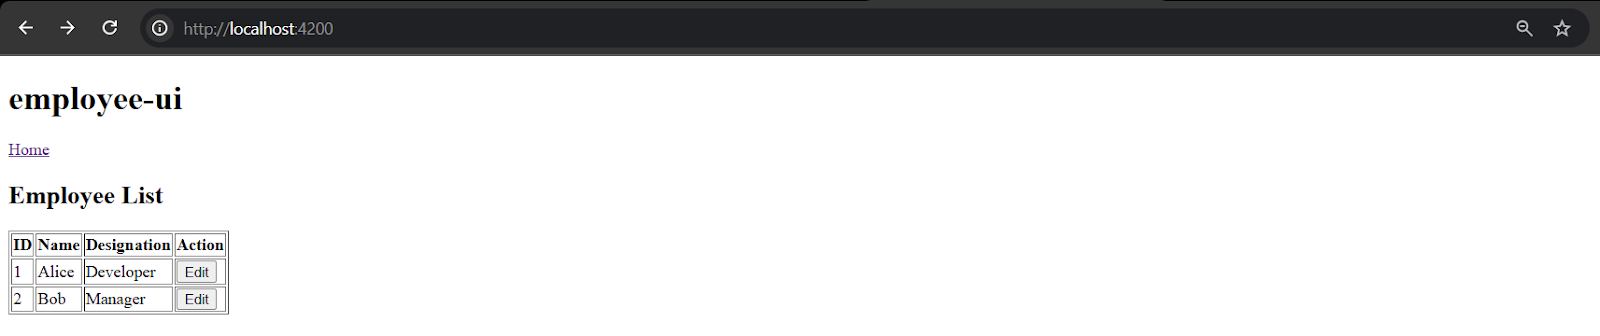 http://localhost:4200
employee-ui
Home
Employee List
ID Name Designation Action
1 Alice Developer Edit
2 Bob Manager Edit